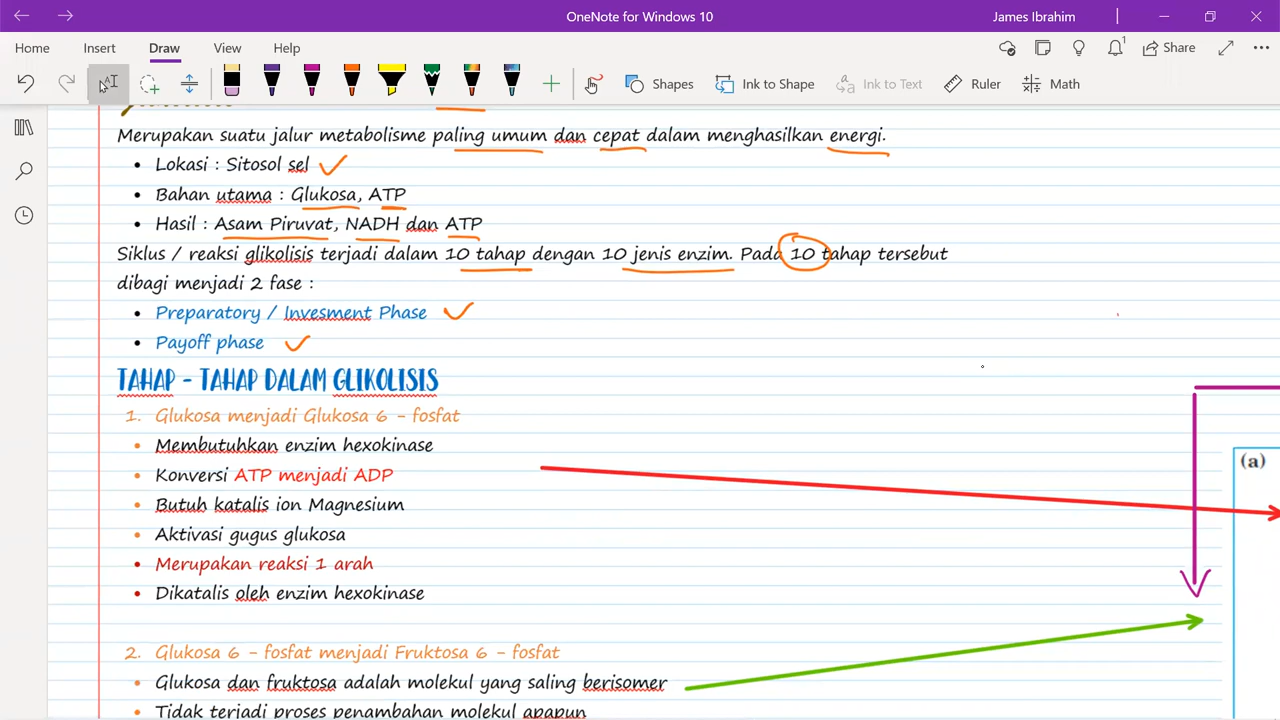 OneNote for Windows 10
James Ibrahim
Home Insert Draw View Help
Share
Shapes Ink to Shape Ink to Text Ruler Math
Merupakan suatu jalur metabolisme paling umum dan cepat dalam menghasilkan energi.
• Lokasi : Sitosol sel
• Bahan utama : Glukosa, ATP
• Hasil : Asam Piruvat, NADH dan ATP
Siklus / reaksi glikolisis terjadi dalam 10 tahap dengan 10 jenis enzim. Pada 10 tahap tersebut
dibagi menjadi 2 fase :
• Preparatory / Invesment Phase
• Payoff phase
TAHAP - TAHAP DALAM GLIKOLISIS
1. Glukosa menjadi Glukosa 6 - fosfat
• Membutuhkan enzim hexokinase
• Konversi ATP menjadi ADP
• Butuh katalis ion Magnesium
• Aktivasi gugus glukosa
• Merupakan reaksi 1 arah
• Dikatalis oleh enzim hexokinase
(a)
2. Glukosa 6 - fosfat menjadi Fruktosa 6 - fosfat
• Glukosa dan fruktosa adalah molekul yang saling berisomer
• Tidak terjadi proses penambahan molekul apapun